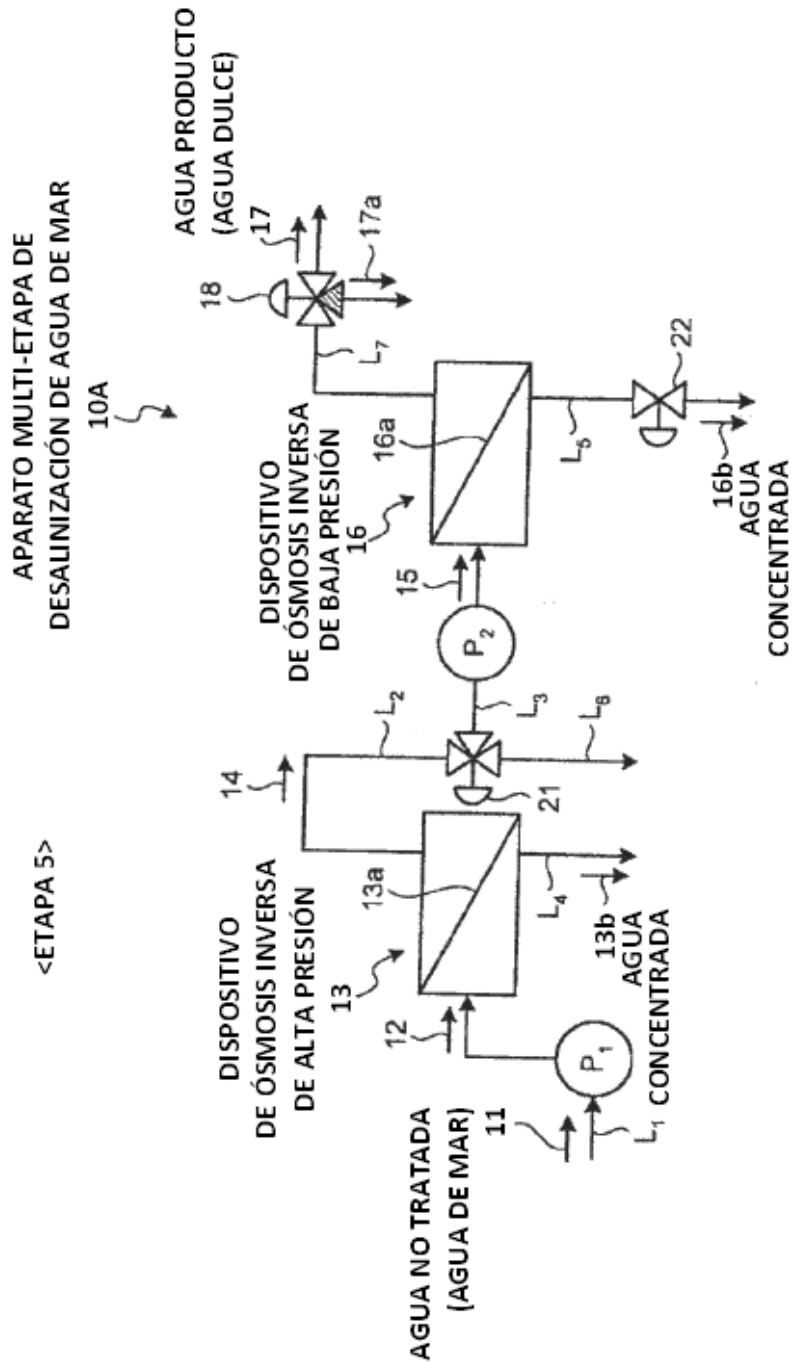 <ETAPA 5>
APARATO MULTI-ETAPA DE
DESALINIZACIÓN DE AGUA DE MAR
10A
AGUA NO TRATADA
(AGUA DE MAR)
11
L1
P1
12
DISPOSITIVO
DE ÓSMOSIS INVERSA
DE ALTA PRESIÓN
13
13a
L4
13b
AGUA
CONCENTRADA
14
L2
21
L3
L6
P2
15
DISPOSITIVO
DE ÓSMOSIS INVERSA
DE BAJA PRESIÓN
16
16a
L5
22
16b
AGUA
CONCENTRADA
L7
18
17
17a
AGUA PRODUCTO
(AGUA DULCE)